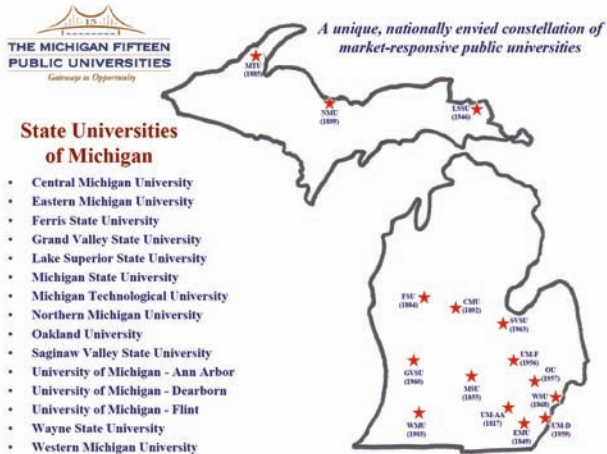 15
THE MICHIGAN FIFTEEN
PUBLIC UNIVERSITIES
Gateways to Opportunity
A unique, nationally envied constellation of
market-responsive public universities
State Universities
of Michigan
• Central Michigan University
• Eastern Michigan University
• Ferris State University
• Grand Valley State University
• Lake Superior State University
• Michigan State University
• Michigan Technological University
• Northern Michigan University
• Oakland University
• Saginaw Valley State University
• University of Michigan - Ann Arbor
• University of Michigan - Dearborn
• University of Michigan - Flint
• Wayne State University
• Western Michigan University
MTU
(1885)
NMU
(1899)
LSSU
(1946)
FSU
(1884)
CMU
(1892)
SVSU
(1963)
GVSU
(1960)
MSU
(1855)
UM-F
(1956)
OU
(1957)
WSU
(1868)
WMU
(1903)
UM-AA
(1817)
EMU
(1849)
UM-D
(1959)